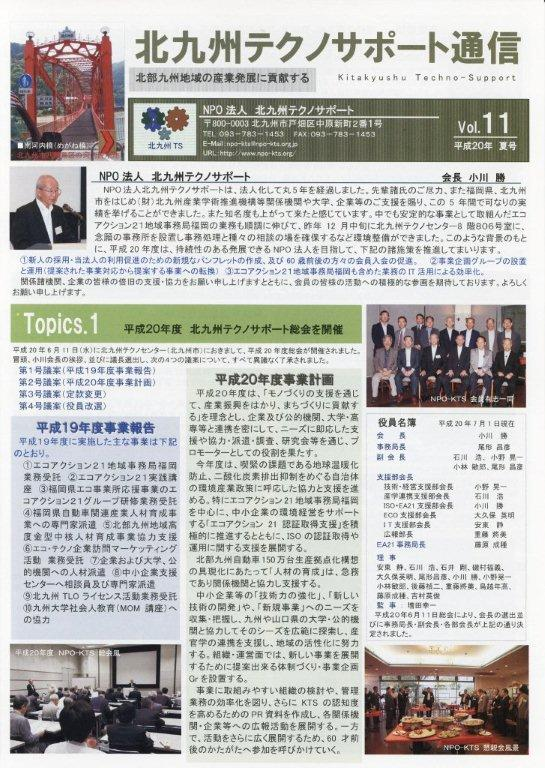 北九州テクノサポート通信
北部九州地域の産業発展に貢献する
Kitakyushu Techno-Support
NPO 法人 北九州テクノサポート
〒800-0003 北九州市戸畑区中原新町2番1号
TEL 093-783-1453 FAX:093-783-1453
E-Mail:npo-kts@npo-kts.org.jp
URL:http://www.npo-kts.org/
北九州 TS
Vol.11
平成20年 夏号
NPO 法人 北九州テクノサポート 会長 小川 勝
NPO法人北九州テクノサポートは、法人化して丸5年を経過しました。先輩諸氏のご尽力、また福岡県、北九州
市をはじめ(財)北九州産業学術推進機構等関係機関や大学、企業等のご支援を賜り、この5年間で可なりの実
績を挙げることができました。また知名度も上がって来たと感じています。中でも安定的な事業として取組んだエコ
アクション21地域事務局福岡の業務も順調に伸びて、昨年12月中旬に北九州テクノセンター8階806号室に、
念願の事務所を設置し事務処理と種々の相談の場を確保するなど環境整備ができました。このような背景のもと
に、平成20年度は、持続性のある発展できるNPO法人を目指して、以下の諸施策を推進してまいります。
①新人の採用・当法人の利用促進のための斬新なパンフレットの作成、及び60歳前後の方々の会員入会の促進。 ②事業企画グループの設置
と運用(提案された事業対応から提案する事業への転換) ③エコアクション21地域事務局福岡も含めた業務のIT活用による効率化。
関係諸機関、企業の皆様の倍旧の支援・協力をお願い申し上げますとともに、会員の皆様の活動への積極的な参画を期待しております。よろしく
お願い申し上げます。
Topics.1 平成20年度 北九州テクノサポート総会を開催
平成20年6月11日(水)に北九州テクノセンター(北九州市)におきまして、平成20年度総会が開催されました。
冒頭、小川会長の挨拶、並びに議長選出、次の4つの議案について、すべて異議なく了承されました。
第1号議案(平成19年度事業報告)
第2号議案(平成20年度事業計画)
第3号議案(定款変更)
第4号議案(役員改選)
平成19年度事業報告
平成19年度に実施した主な事業は下記
のとおり。
①エコアクション21地域事務局福岡
業務受託 ②エコアクション21実践講
座 ③福岡県エコ事業所応援事業のエ
コアクション21グループ研修業務受託
④福岡県自動車関連産業人材育成事
業への専門家派遣 ⑤北部九州地域高
度金型中核人材育成事業協力支援
⑥エコ・テクノ企業訪問マーケッティング
活動 業務受託 ⑦企業および大学、公
的機関への人材派遣 ⑧中小企業支援
センターへ相談員及び専門家派遣
⑨北九州TLOライセンス活動業務受託
⑩九州大学社会人教育(MOM講座)へ
の協力
平成20年度事業計画
平成20年度は、「モノづくりの支援を通じ
て、産業振興をはかり、まちづくりに貢献す
る」を理念とし、企業及び公的機関、大学・高
専等と連携を密にして、ニーズに即応した支
援や協力・派遣・調査、研究会等を通じ、プロ
モーターとしての役割を果たす。
今年度は、喫緊の課題である地球温暖化
防止、二酸化炭素排出抑制をめぐる自治体
の環境産業政策に呼応した協力と支援を進
める。特にエコアクション21地域事務局福岡
を中心に、中小企業の環境経営をサポート
する「エコアクション21認証取得支援」を積
極的に推進するとともに、ISOの認証取得や
運用に関する支援を展開する。
北部九州自動車150万台生産拠点化構想
の具現化にあたって「人材の育成」は、急務
であり関係機関と協力し支援する。
中小企業等の「技術力の強化」、「新しい
技術の開発」や、「新規事業」へのニーズを
収集・把握し、九州や山口県の大学・公的機
関と協力してそのシーズを広範に探索し、産
官学の連携を支援し、地域の活性化に努力
する。組織・運営面では、新しい事業を展開
するために提案出来る体制づくり・事業企画
Grを設置する。
事業に取組みやすい組織の検討や、管理
業務の効率化を図り、さらにKTSの認知度
を高めるためのPR資料を作成し、各関係機
関・企業等への広報活動を展開する。一方
で、活動をさらに広く展開するため、60才前
後のかたがたへ参加を呼びかけていく。
NPO-KTS 会員有志一同
役員名簿 平成20年7月1日現在
会長 小川 勝
事務局長 尾形 昌彦
副会長 石川 浩、小野 晃一
小林 敏郎、尾形 昌彦
支援部会長
技術・経営支援部会長 小野 晃一
産学連携支援部会長 石川 浩
ISO・EA21支援部会長 小林 敏郎
ECO支援部会長 大久保 英明
IT支援部会長 安東 静
広報部長 重藤 將美
EA21事務局長 藤原 成種
理事
安東 静、石川 浩、石井 剛、磯村 哲義、
大久保英明、尾形昌彦、小川 勝、小野晃一、
藤原成種、吉村英俊
監事: 増田幸一
平成20年6月11日総会により、会長の選出並
びに事務局長・副会長・各部会長が上記の通り決
定されました。
平成20年度 NPO-KTS 総会風
NPO-KTS 懇親会風景